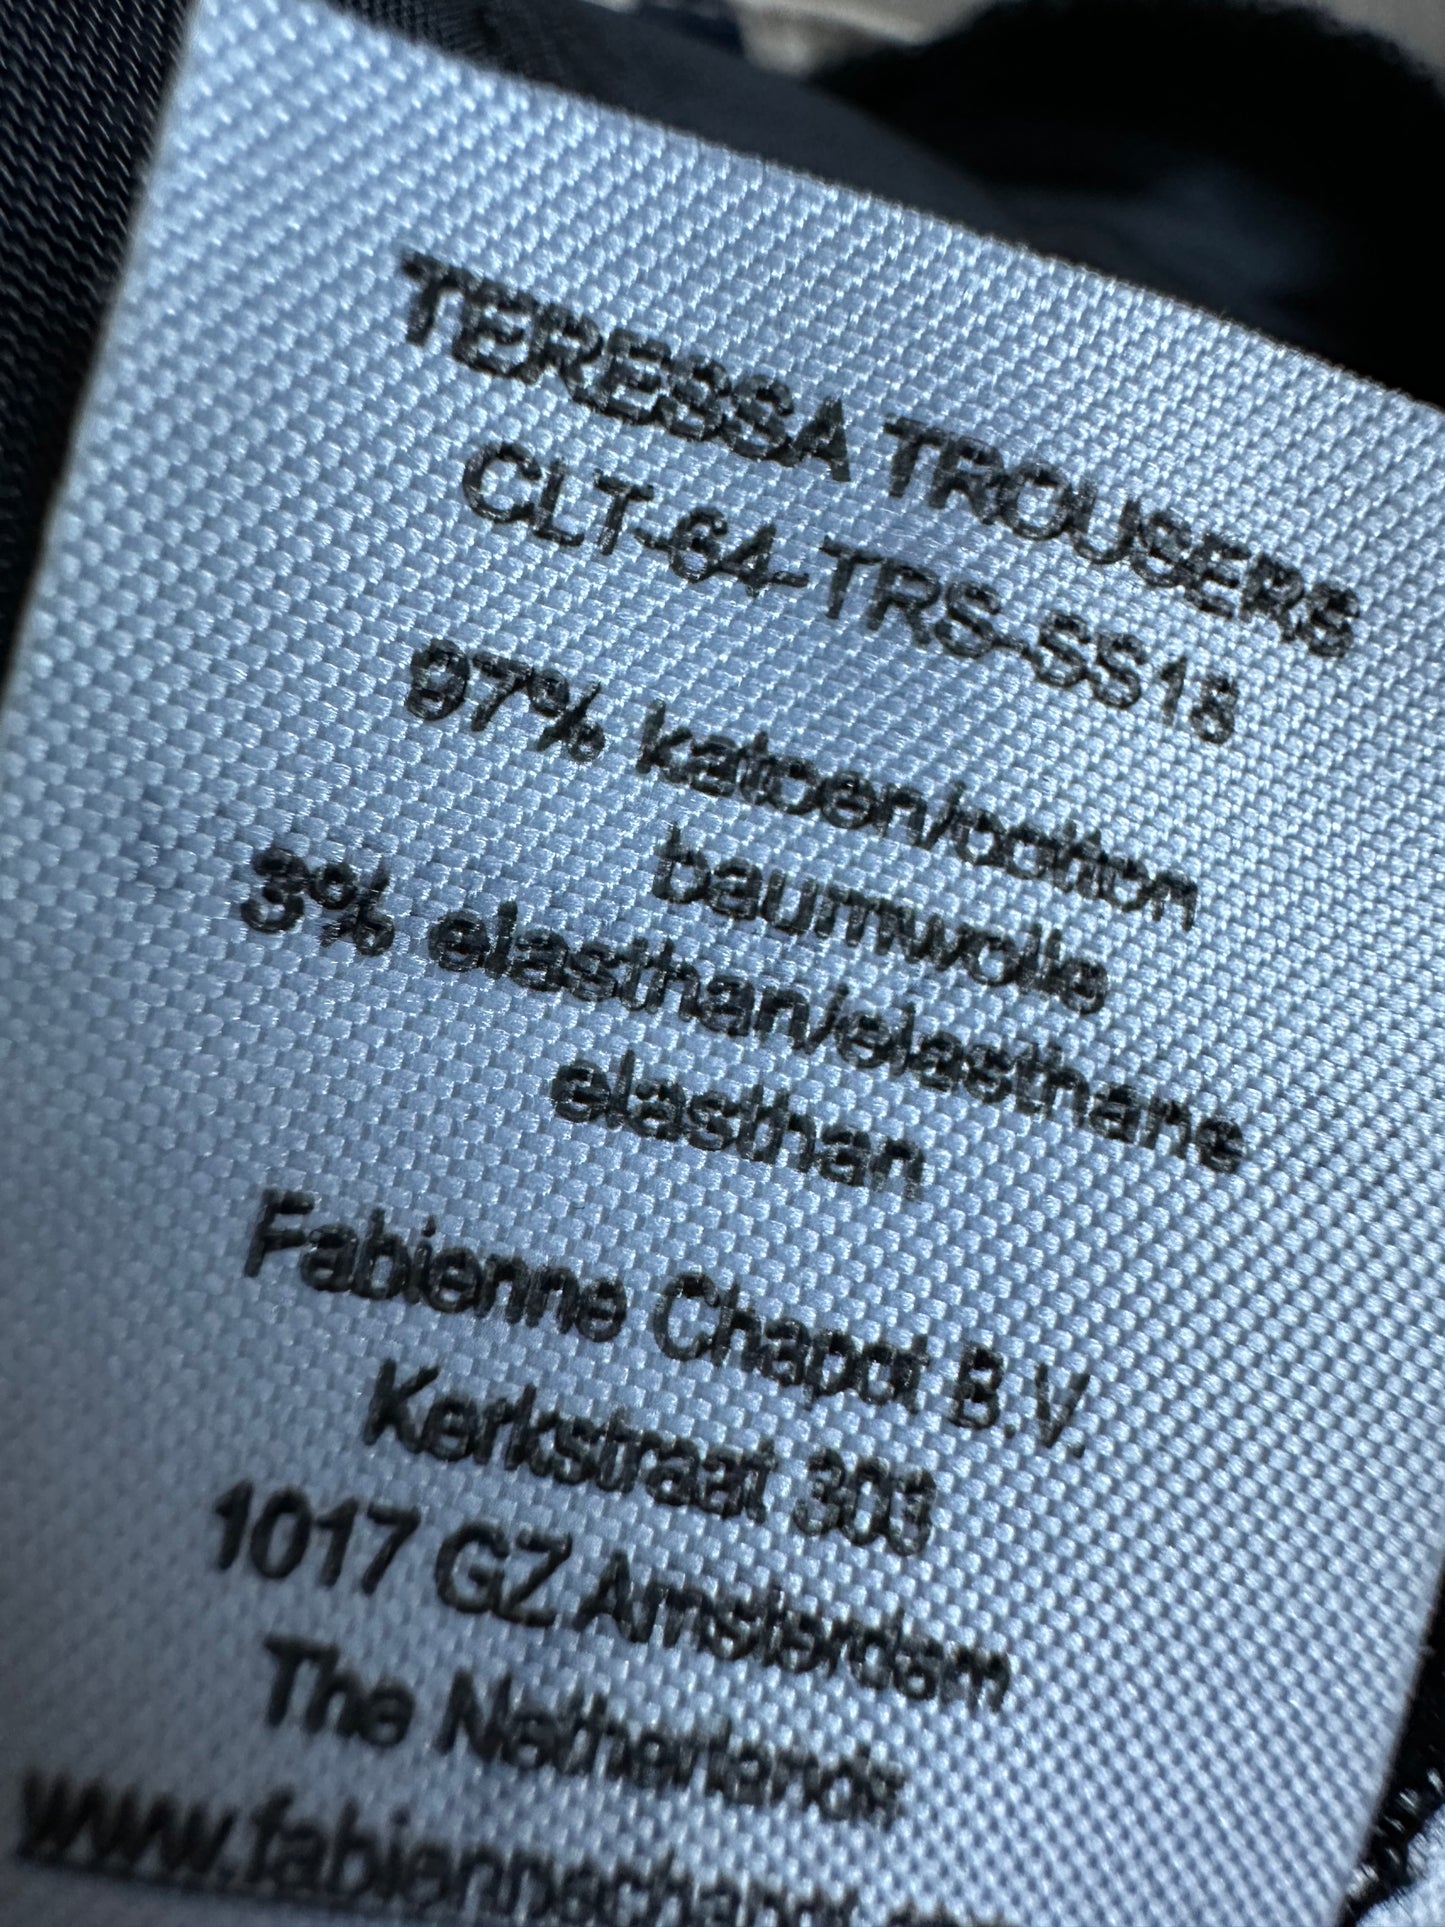 TERESSA TROUSERS
CLT-64-TRS-SS18
97% katoen/cotton
baumwolle
3% elasthan/elasthane
elasthan
Fabienne Chapot B.V.
Kerkstraat 303
1017 GZ Amsterdam
The Netherlands